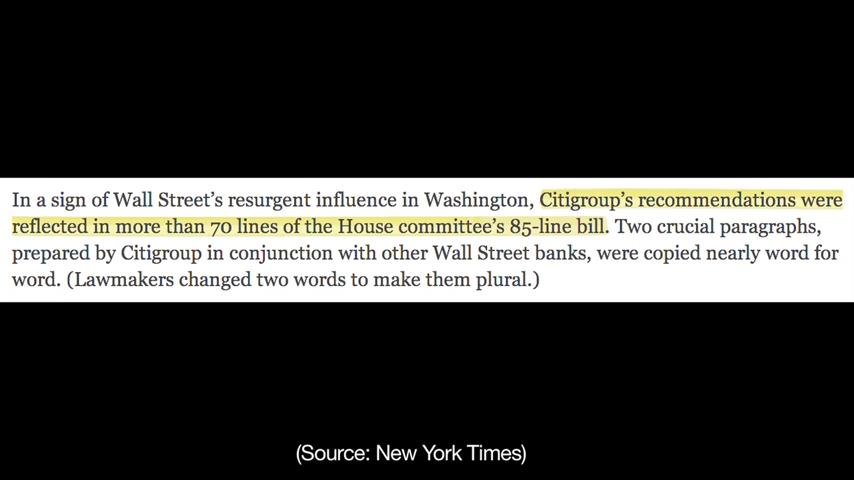 In a sign of Wall Street’s resurgent influence in Washington, Citigroup’s recommendations were
reflected in more than 70 lines of the House committee’s 85-line bill. Two crucial paragraphs,
prepared by Citigroup in conjunction with other Wall Street banks, were copied nearly word for
word. (Lawmakers changed two words to make them plural.)
(Source: New York Times)